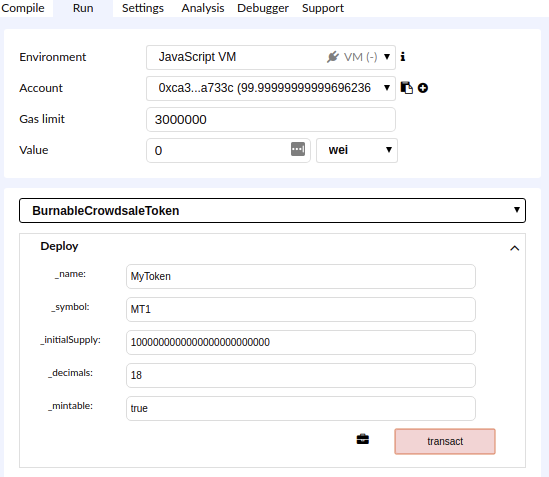 Compile Run Settings Analysis Debugger Support
Environment JavaScript VM VM (-)
Account 0xca3...a733c (99.99999999999696236
Gas limit 3000000
Value 0 wei
BurnableCrowdsaleToken
Deploy
_name: MyToken
_symbol: MT1
_initialSupply: 1000000000000000000000000
_decimals: 18
_mintable: true
transact